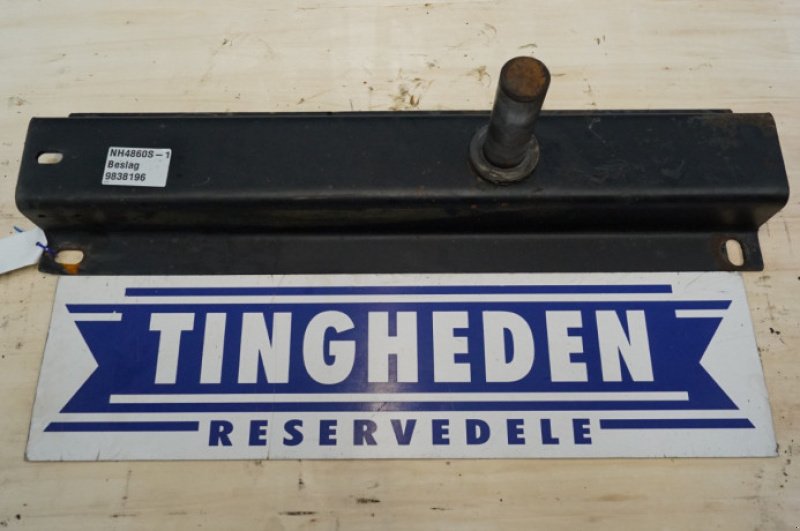 NH4860S-1
Beslag
9838196
TINGHEDEN
RESERVEDELE